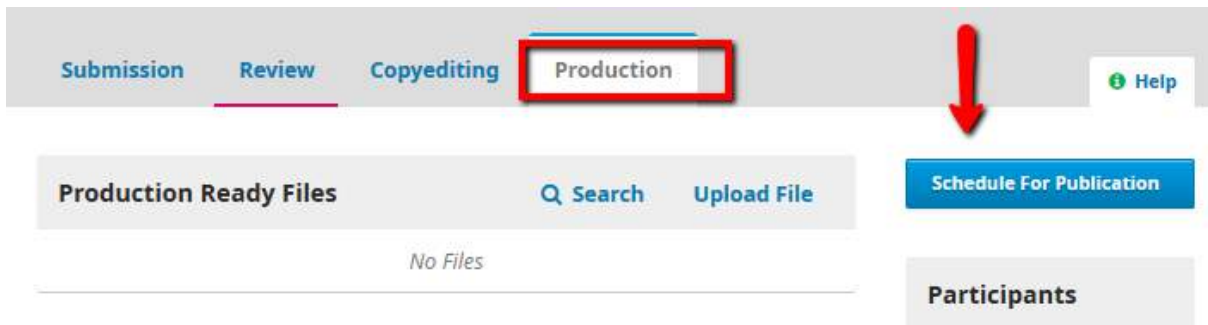 Submission Review Copyediting Production
Help
Production Ready Files Search Upload File
Schedule For Publication
No Files
Participants